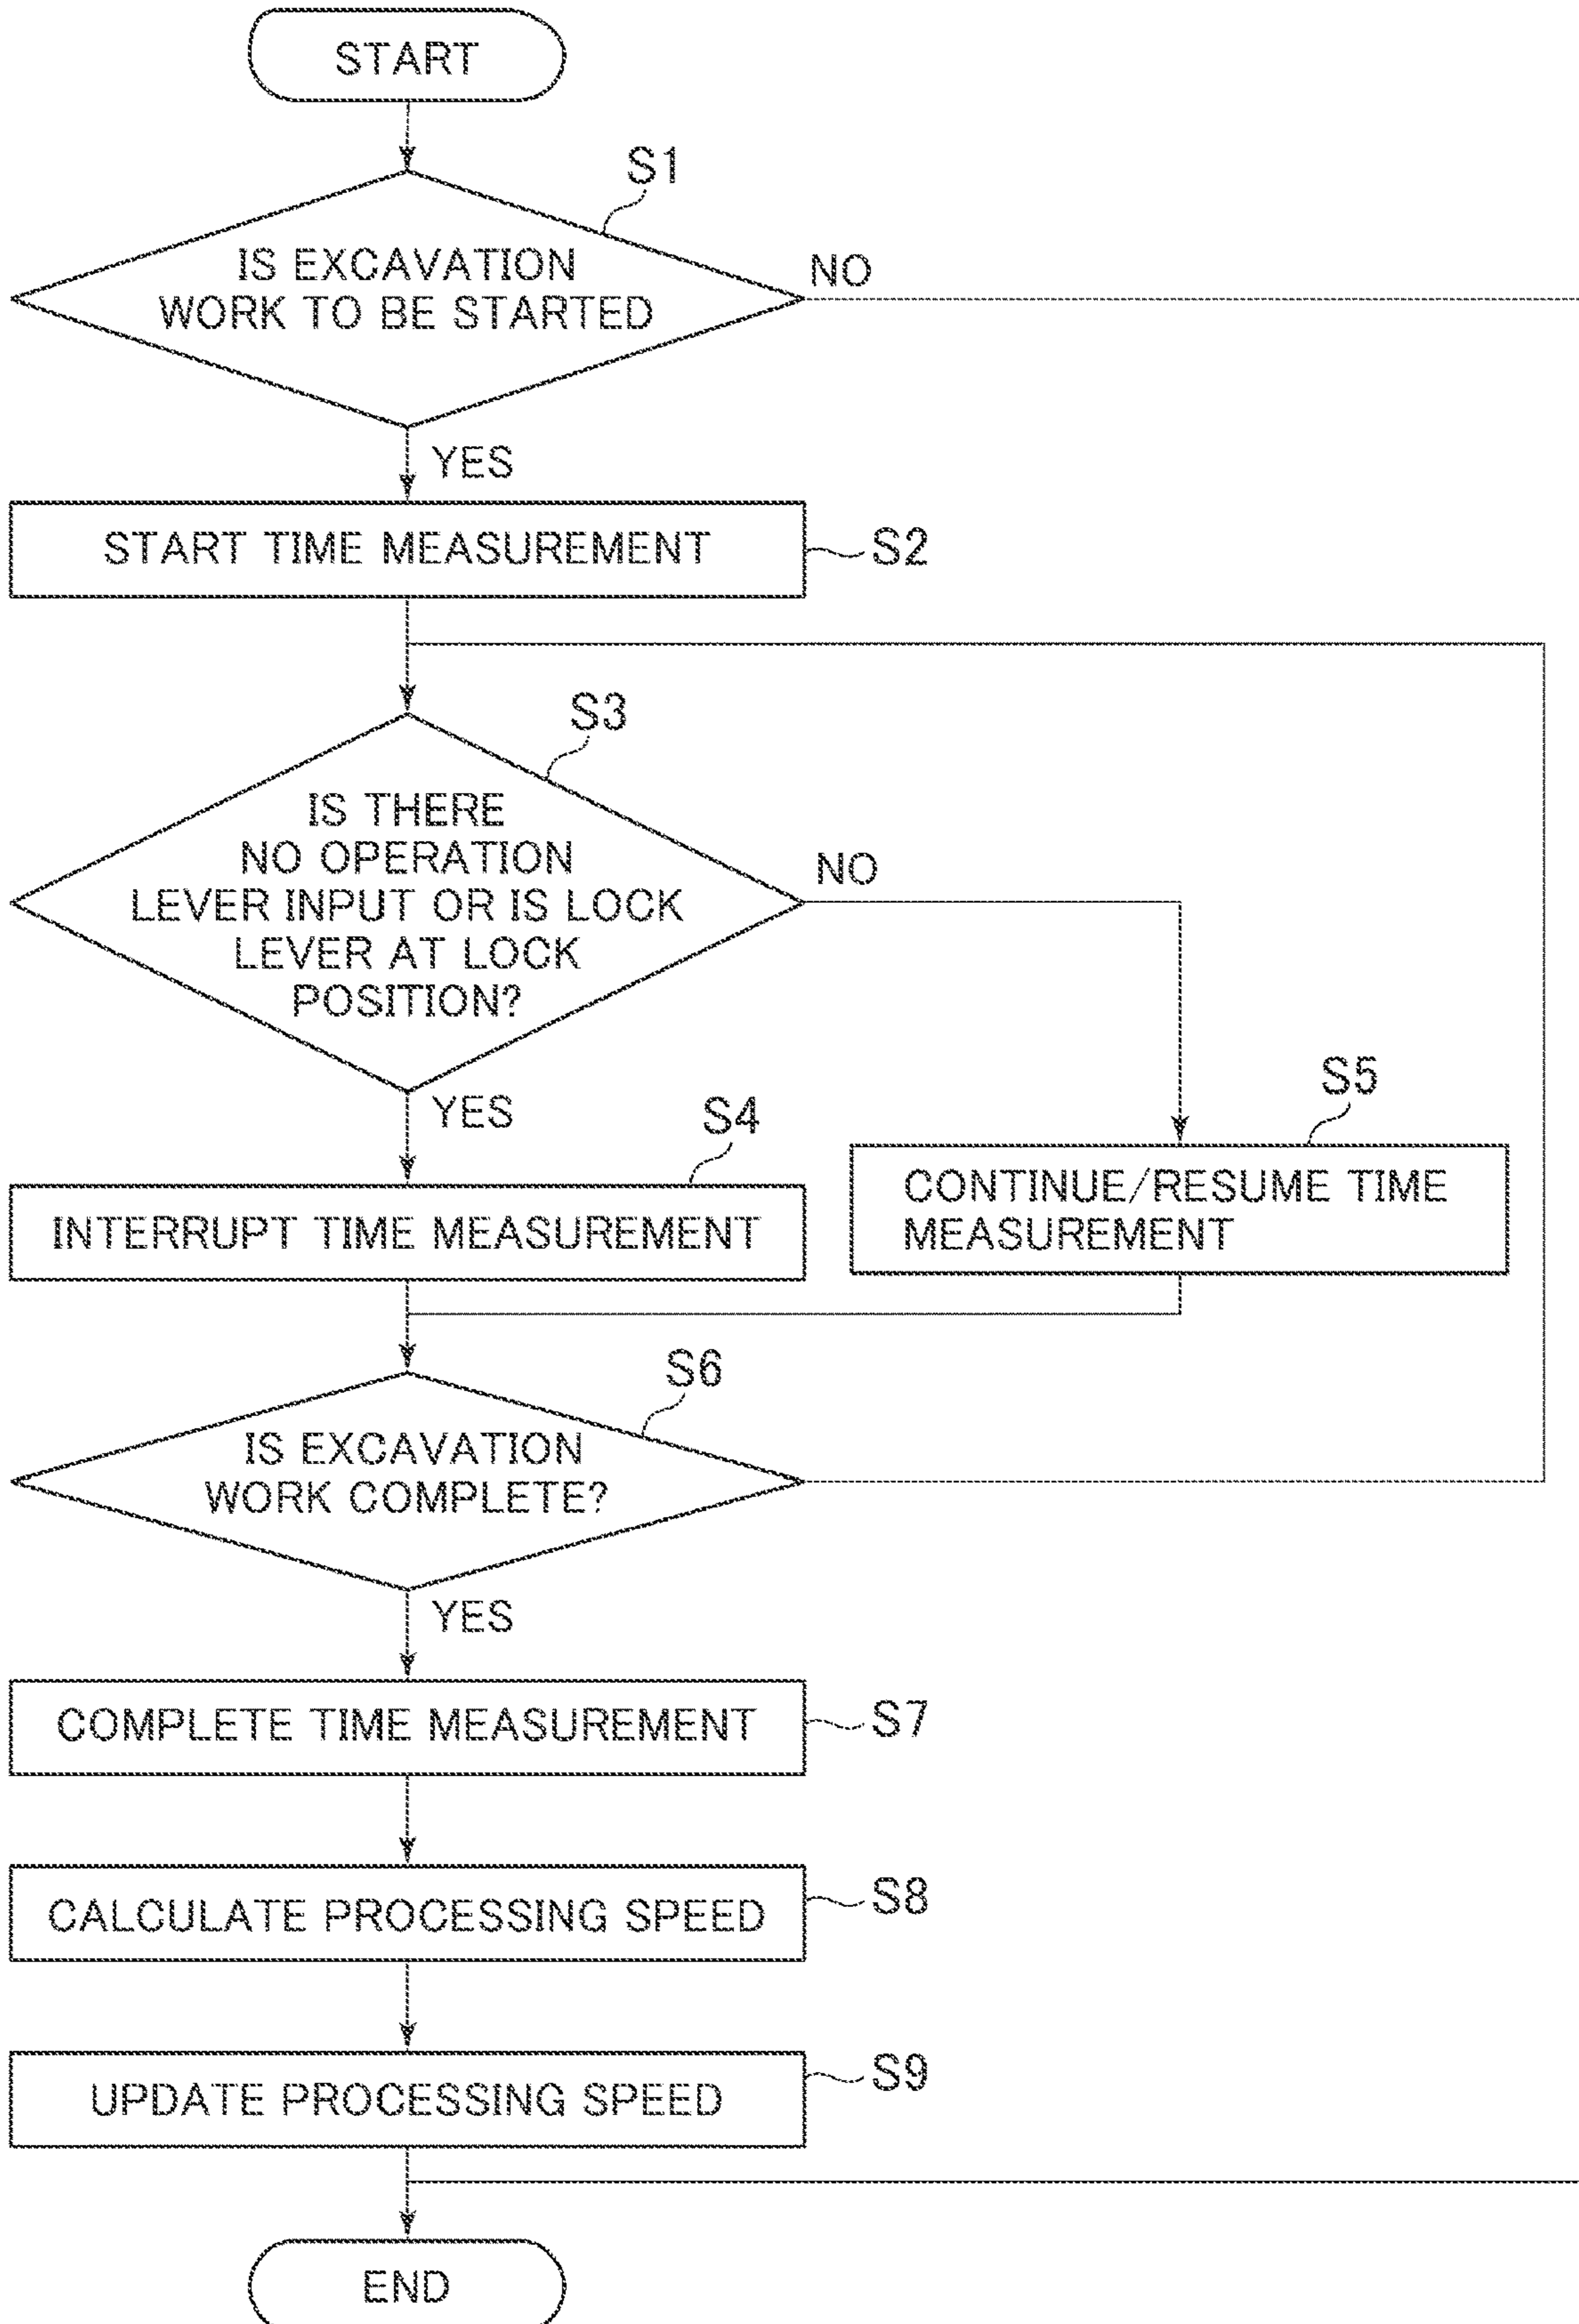 START
S1
IS EXCAVATION
WORK TO BE STARTED
NO
YES
START TIME MEASUREMENT
S2
S3
IS THERE
NO OPERATION
LEVER INPUT OR IS LOCK
LEVER AT LOCK
POSITION?
NO
YES
S4
S5
INTERRUPT TIME MEASUREMENT
CONTINUE/RESUME TIME
MEASUREMENT
S6
IS EXCAVATION
WORK COMPLETE?
YES
COMPLETE TIME MEASUREMENT
S7
CALCULATE PROCESSING SPEED
S8
UPDATE PROCESSING SPEED
S9
END